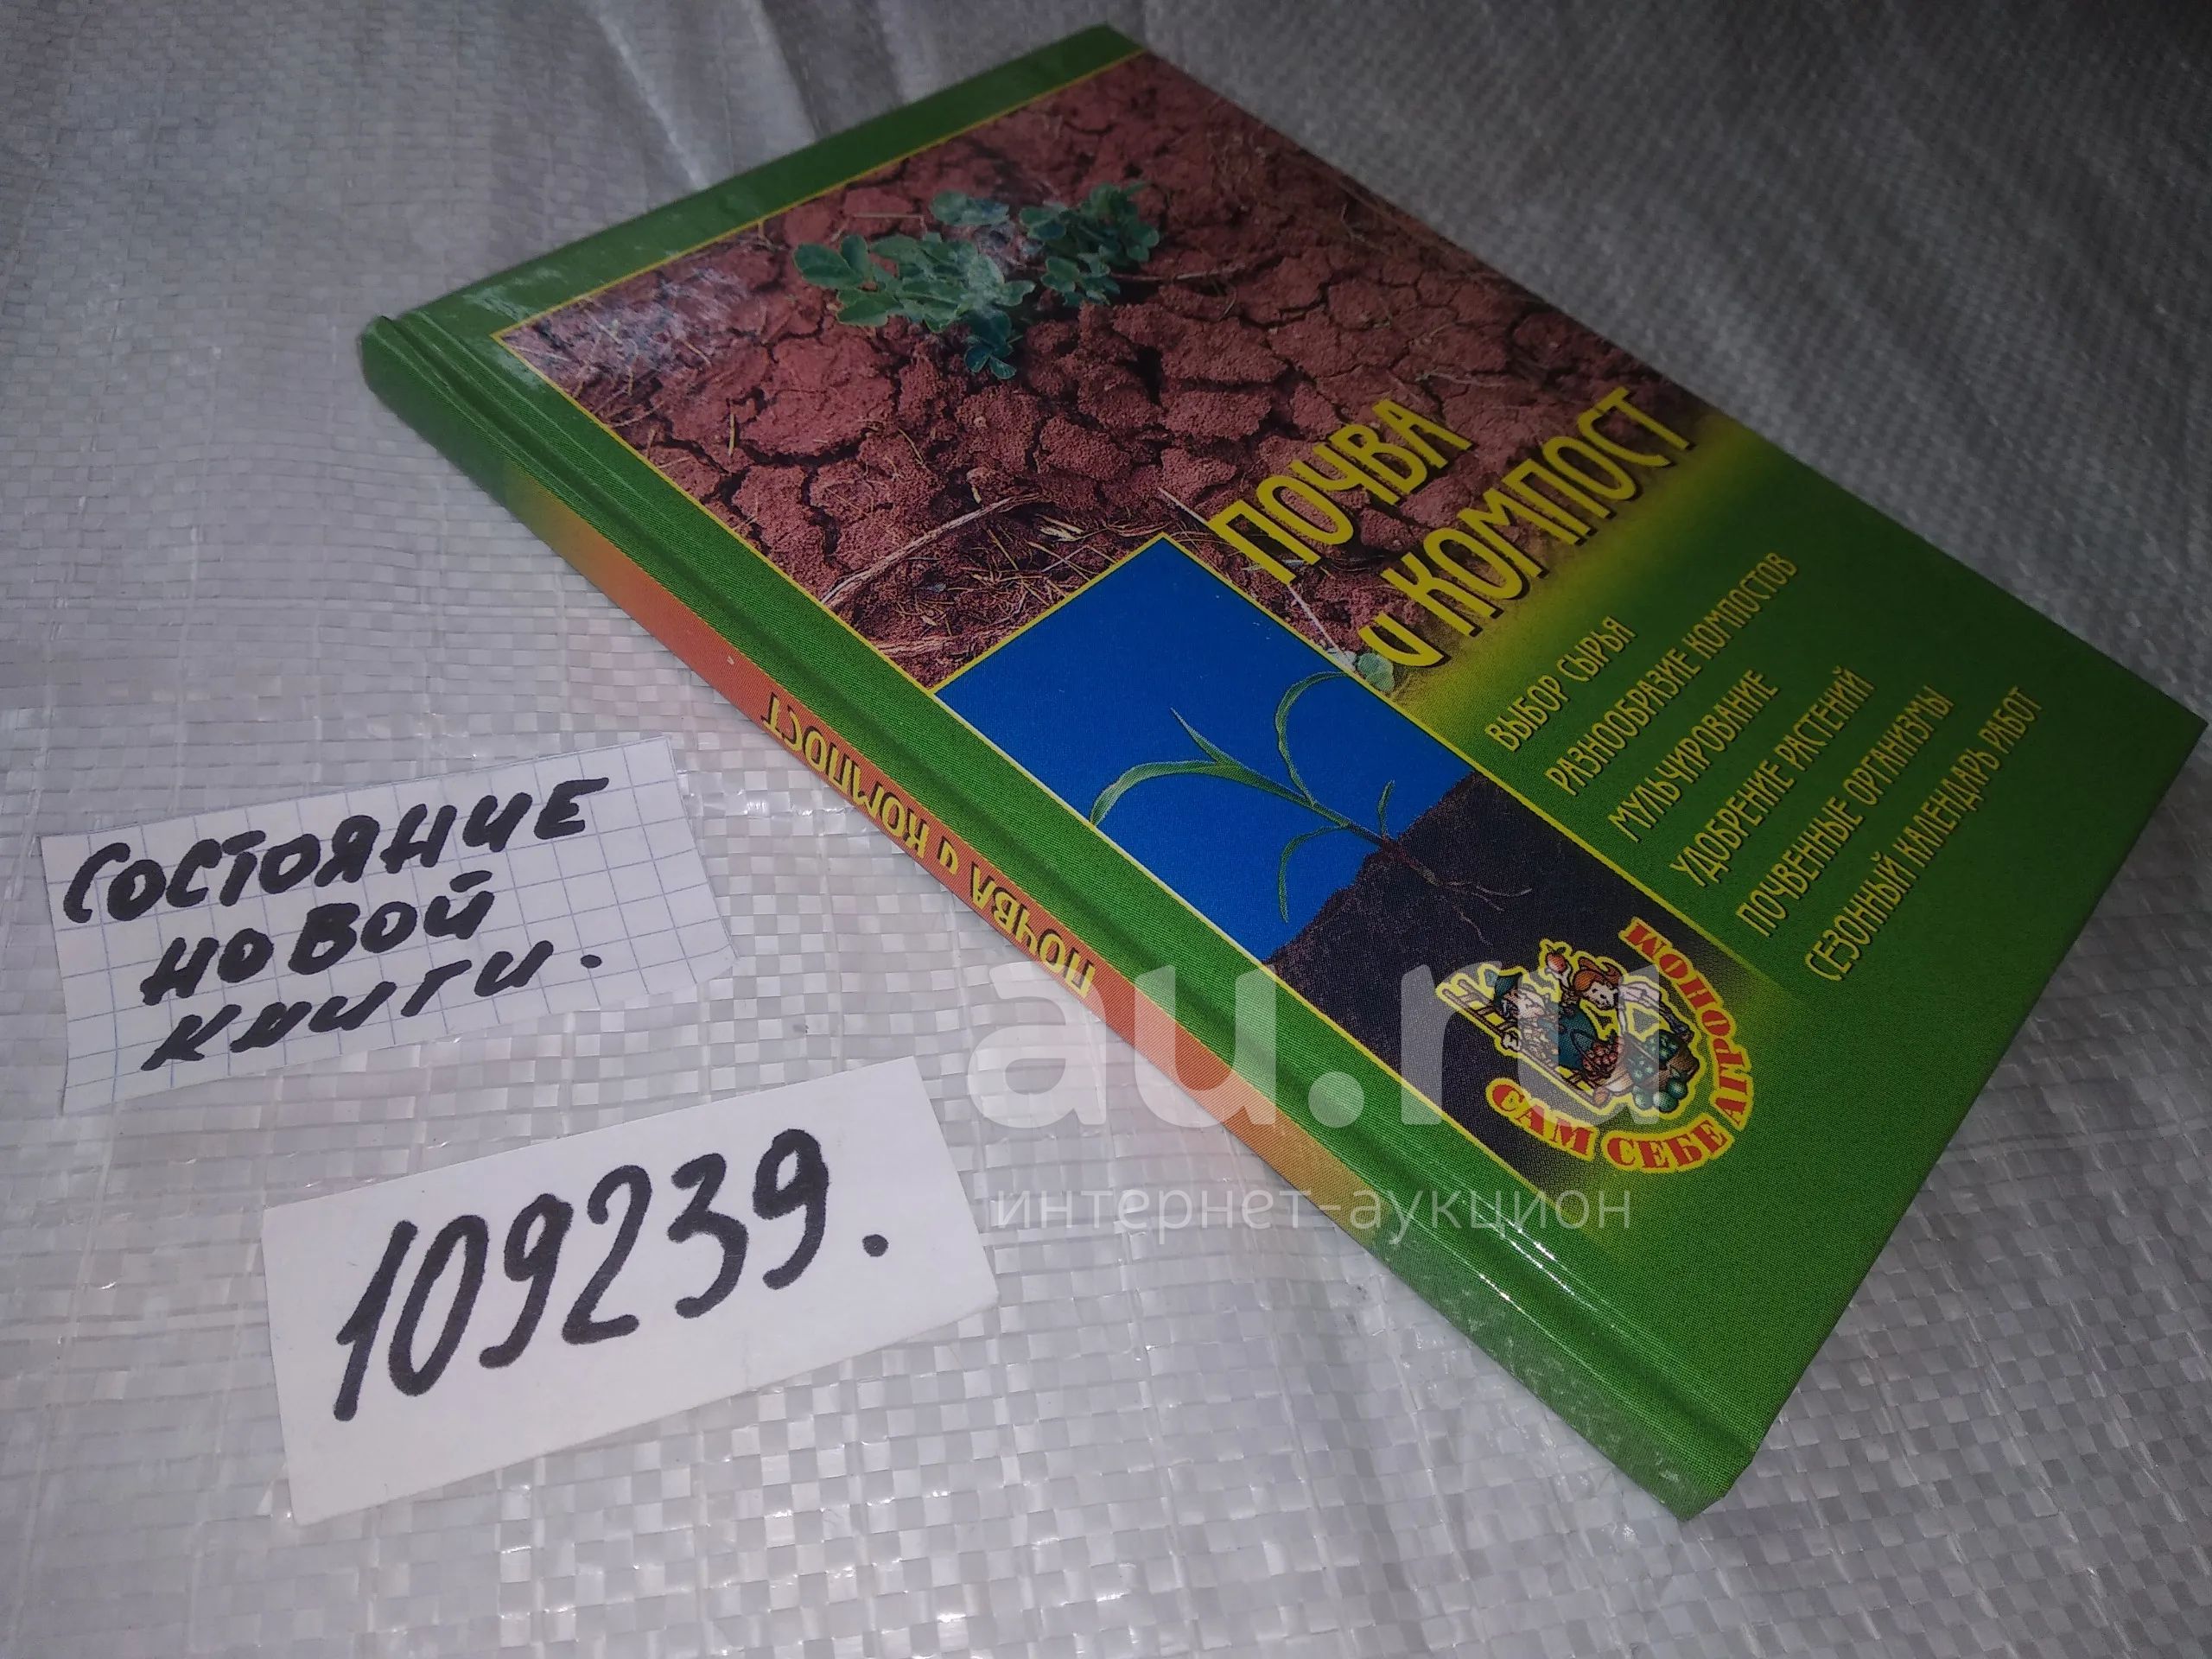 ПОЧВА
и КОМПОСТ
ВЫБОР СЫРЬЯ
РАЗНООБРАЗИЕ КОМПОСТОВ
МУЛЬЧИРОВАНИЕ
УДОБРЕНИЕ РАСТЕНИЙ
ПОЧВЕННЫЕ ОРГАНИЗМЫ
СЕЗОННЫЙ КАЛЕНДАРЬ РАБОТ
САМ СЕБЕ АГРОНОМ
ПОЧВА и КОМПОСТ
СОСТОЯНИЕ
НОВОЙ
КНИГИ.
109239.
au.ru
интернет-аукцион